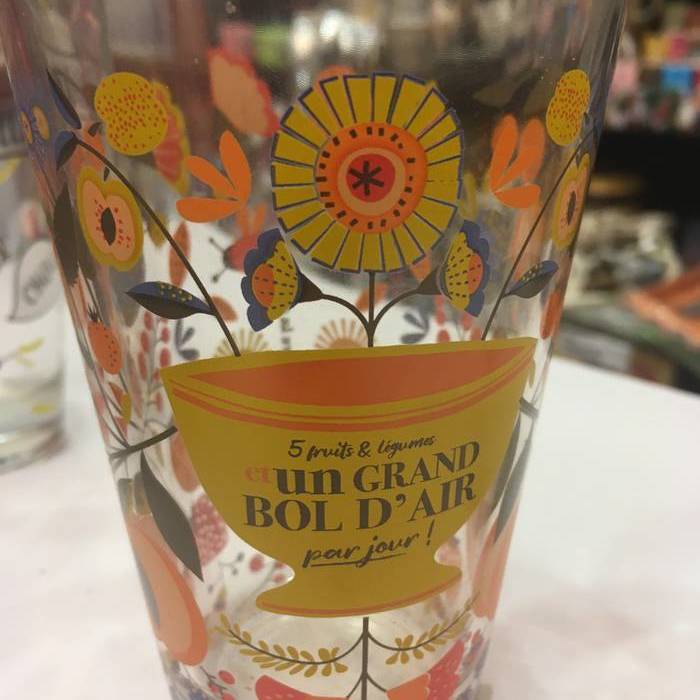 5 fruits & légumes
et un GRAND
BOL D'AIR
par jour !